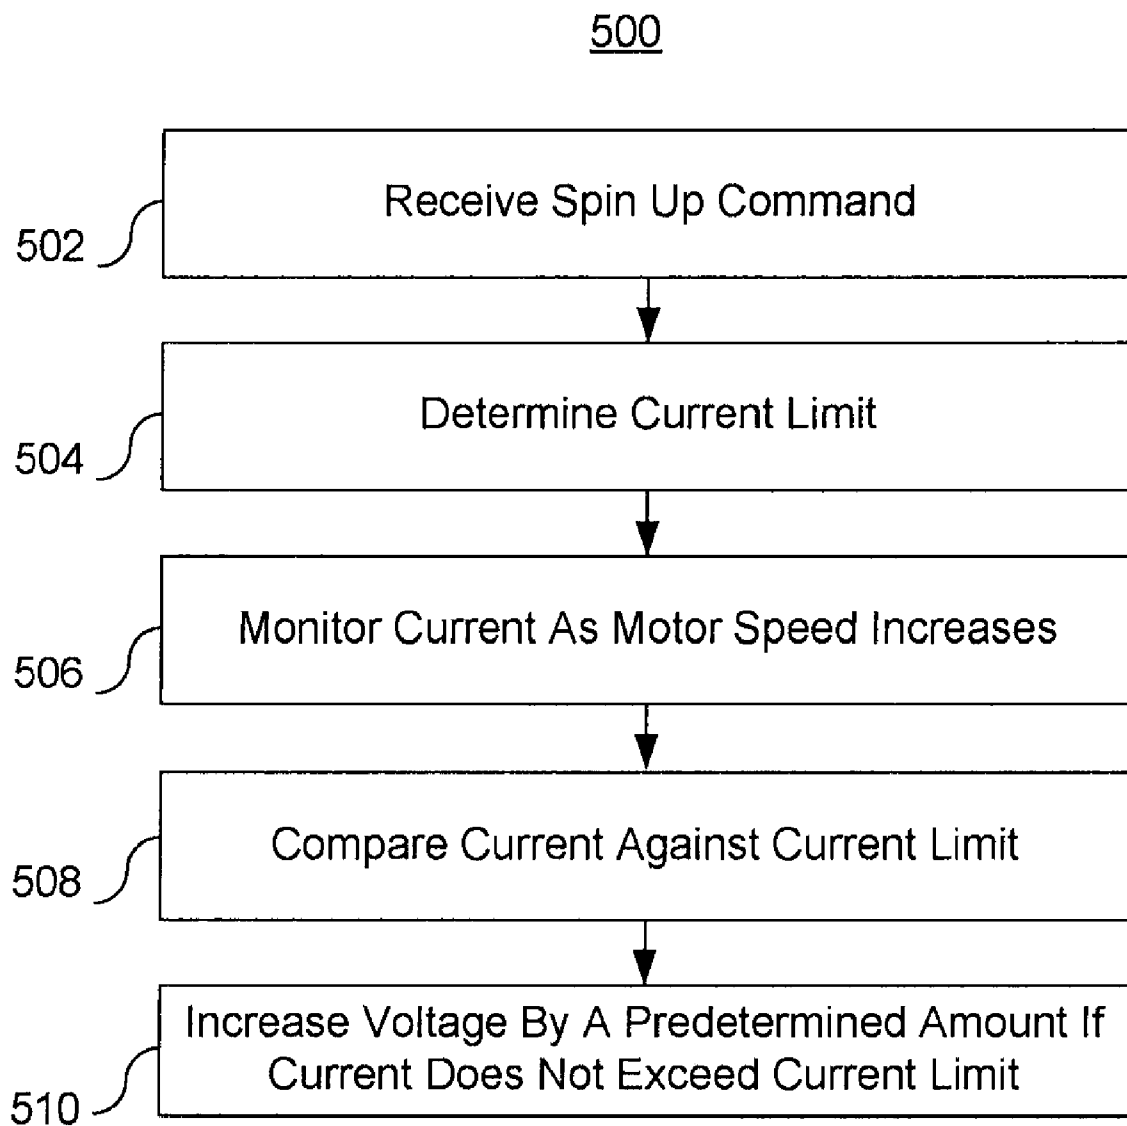 500
Receive Spin Up Command
502
Determine Current Limit
504
Monitor Current As Motor Speed Increases
506
Compare Current Against Current Limit
508
Increase Voltage By A Predetermined Amount If
Current Does Not Exceed Current Limit
510